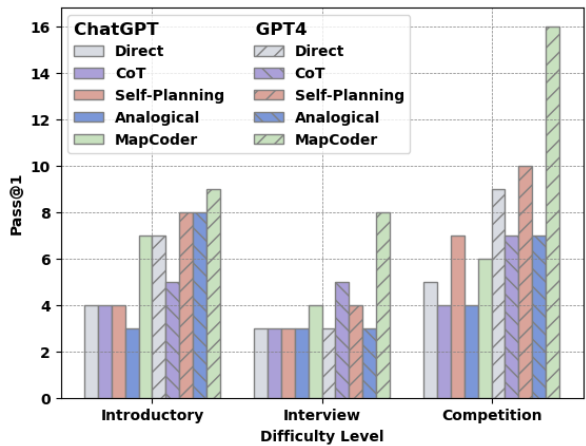 ChatGPT GPT4
Direct Direct
CoT CoT
Self-Planning Self-Planning
Analogical Analogical
MapCoder MapCoder
Pass@1
16
14
12
10
8
6
4
2
0
Introductory Interview Competition
Difficulty Level